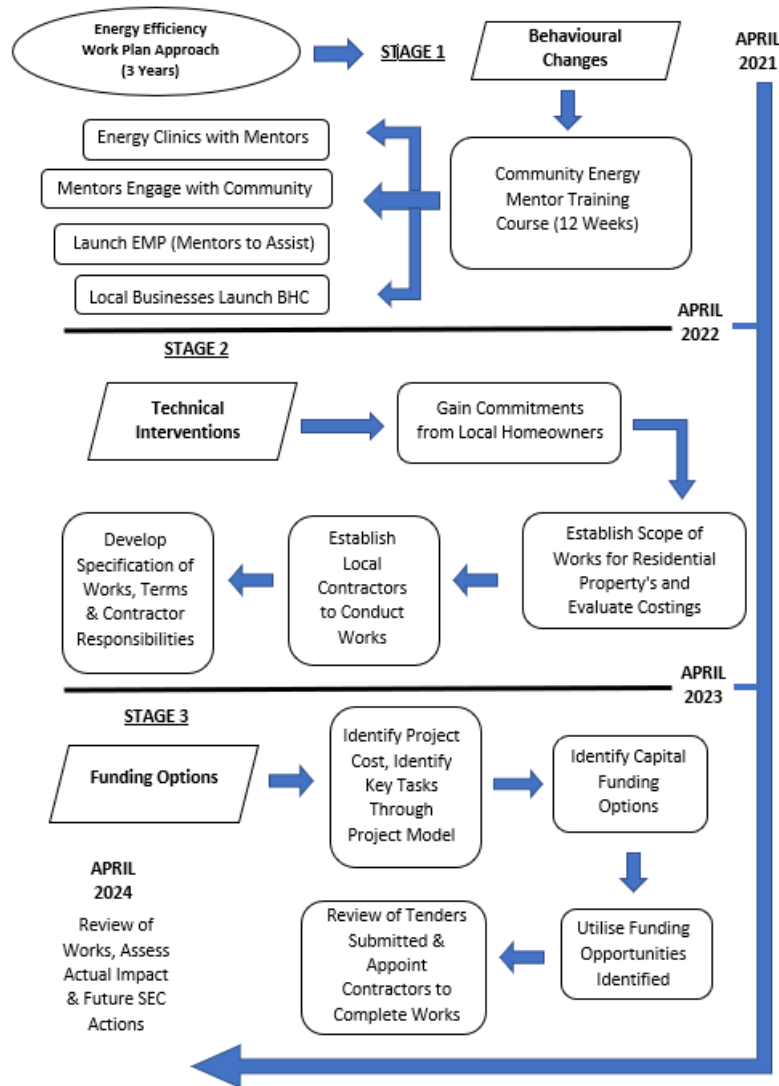 Energy Efficiency
Work Plan Approach
(3 Years)
STAGE 1
Behavioural
Changes
APRIL
2021
Energy Clinics with Mentors
Mentors Engage with Community
Launch EMP (Mentors to Assist)
Local Businesses Launch BHC
Community Energy
Mentor Training
Course (12 Weeks)
APRIL
2022
STAGE 2
Technical
Interventions
Gain Commitments
from Local Homeowners
Establish Scope of
Works for Residential
Property's and
Evaluate Costings
Establish
Local
Contractors
to Conduct
Works
Develop
Specification of
Works, Terms
& Contractor
Responsibilities
APRIL
2023
STAGE 3
Funding Options
Identify Project
Cost, Identify
Key Tasks
Through
Project Model
Identify Capital
Funding
Options
Utilise Funding
Opportunities
Identified
Review of Tenders
Submitted &
Appoint
Contractors to
Complete Works
APRIL
2024
Review of
Works, Assess
Actual Impact
& Future SEC
Actions